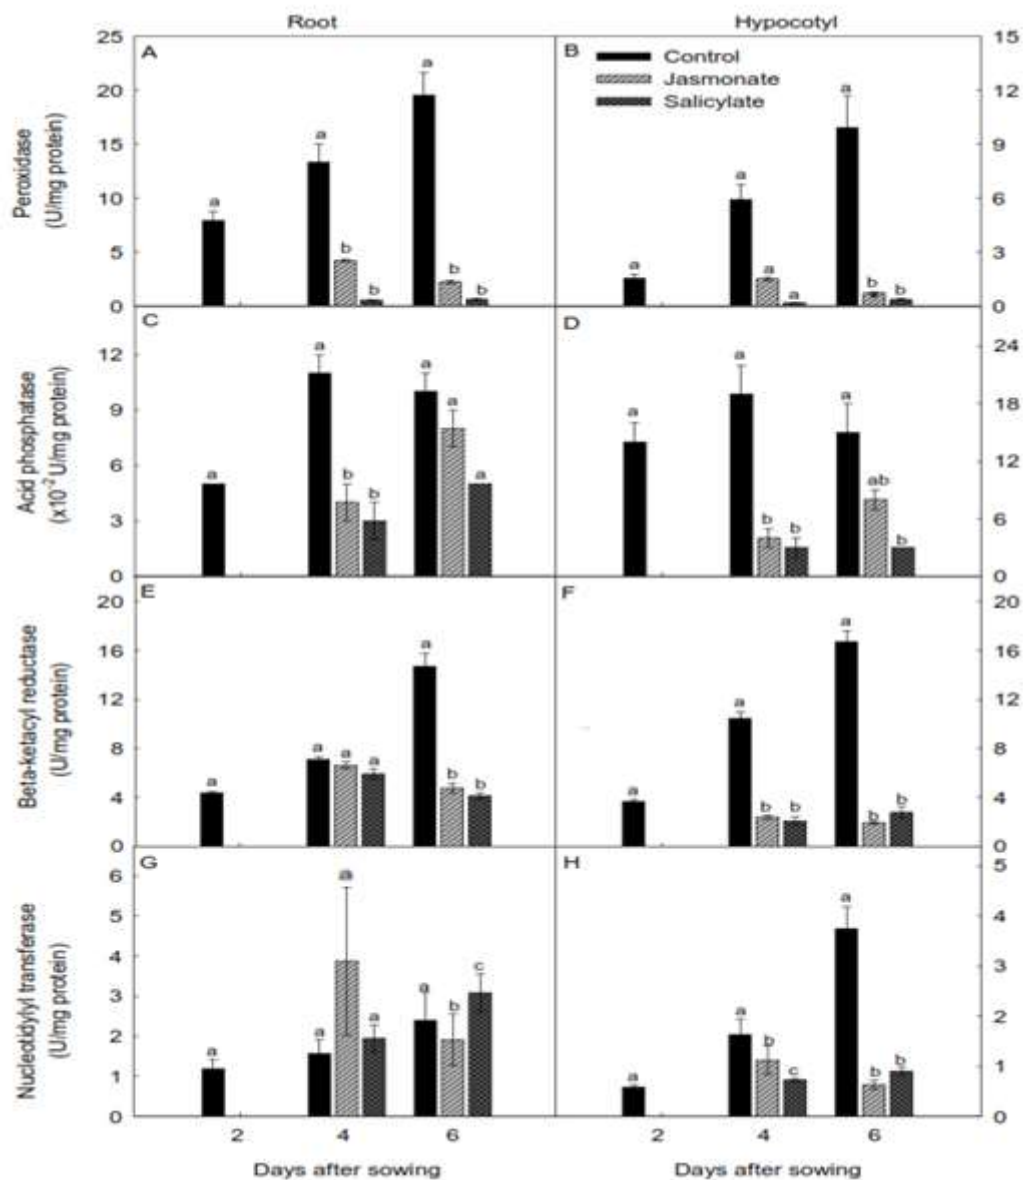 Root Hypocotyl
A
B
Control
Jasmonate
Salicylate
Peroxidase
(U/mg protein)
25
20
15
10
5
0
a
a
b
b
a
b
b
15
12
9
6
3
0
a
a
a
a
a
b
b
C
D
Acid phosphatase
(x10⁻² U/mg protein)
12
9
6
3
0
a
a
b
b
a
a
a
24
18
12
6
0
a
a
b
b
a
ab
b
E
F
Beta-ketacyl reductase
(U/mg protein)
20
16
12
8
4
0
a
a
a
a
a
b
b
20
16
12
8
4
0
a
a
b
b
a
b
b
G
H
Nucleotidylyl transferase
(U/mg protein)
6
5
4
3
2
1
0
a
a
a
a
a
b
c
5
4
3
2
1
0
a
a
b
c
a
b
b
2 4 6 2 4 6
Days after sowing Days after sowing